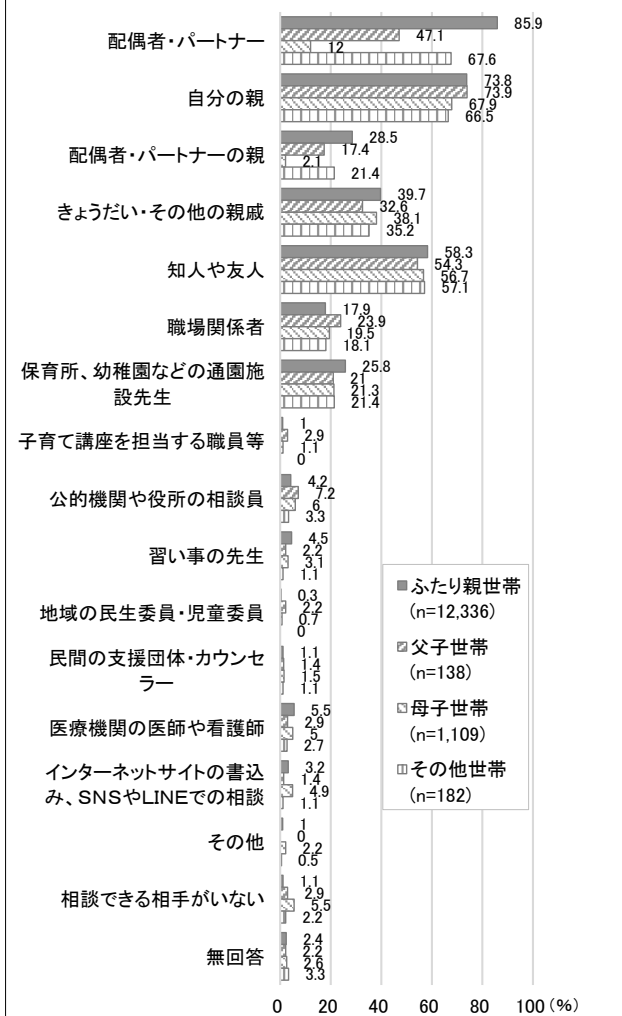 配偶者・パートナー
85.9
47.1
12
67.6
自分の親
73.8
73.9
67.9
66.5
配偶者・パートナーの親
28.5
17.4
2.1
21.4
きょうだい・その他の親戚
39.7
32.6
38.1
35.2
知人や友人
58.3
54.3
56.7
57.1
職場関係者
17.9
23.9
19.5
18.1
保育所、幼稚園などの通園施
設先生
25.8
21
21.3
21.4
子育て講座を担当する職員等
1
2.9
1.1
0
公的機関や役所の相談員
4.2
7.2
6
3.3
習い事の先生
4.5
2.2
3.1
1.1
地域の民生委員・児童委員
0.3
2.2
0.7
0
民間の支援団体・カウンセ
ラー
1.1
1.4
1.5
1.1
医療機関の医師や看護師
5.5
2.9
5
2.7
インターネットサイトの書込
み、SNSやLINEでの相談
3.2
1.4
4.9
1.1
その他
1
0
2.2
0.5
相談できる相手がいない
1.1
2.9
5.5
2.2
無回答
2.4
2.2
2.6
3.3
ふたり親世帯
(n=12,336)
父子世帯
(n=138)
母子世帯
(n=1,109)
その他世帯
(n=182)
0 20 40 60 80 100 (%)